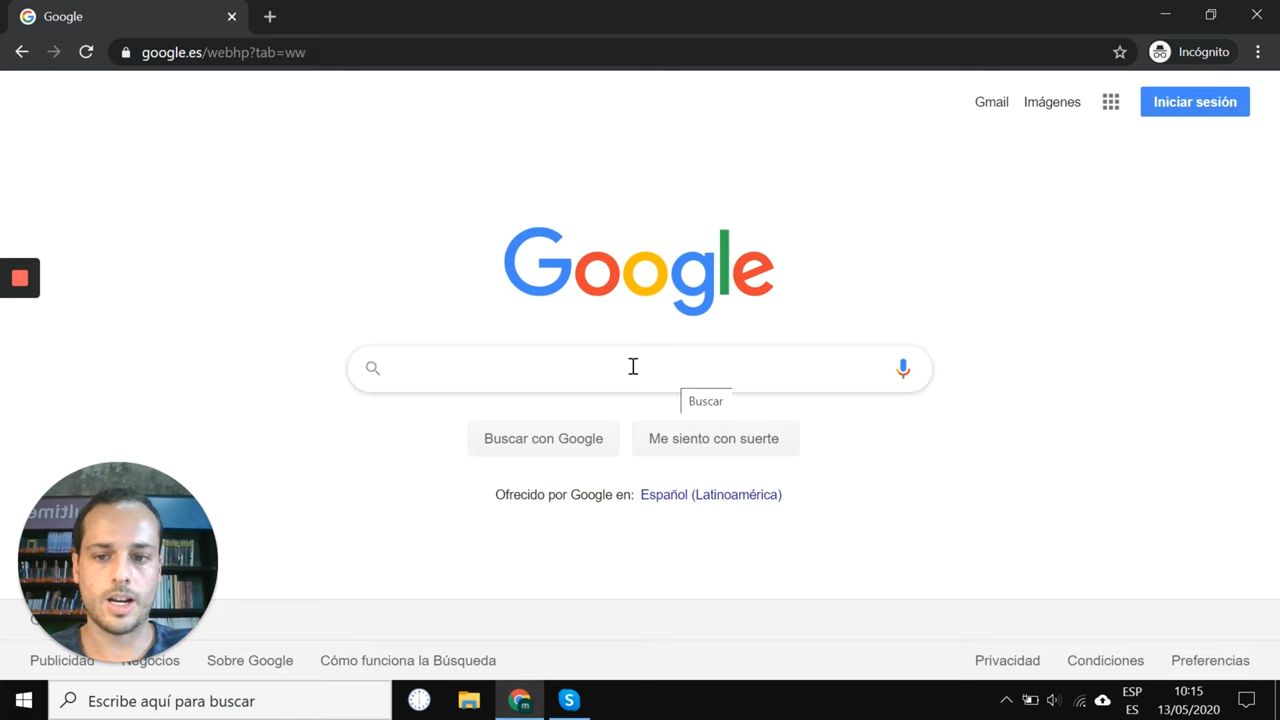 Google
google.es/webhp?tab=ww
Incógnito
Gmail
Imágenes
Iniciar sesión
Google
Buscar
Buscar con Google
Me siento con suerte
Ofrecido por Google en: Español (Latinoamérica)
Publicidad
Negocios
Sobre Google
Cómo funciona la Búsqueda
Privacidad
Condiciones
Preferencias
Escribe aquí para buscar
ESP
ES
10:15
13/05/2020